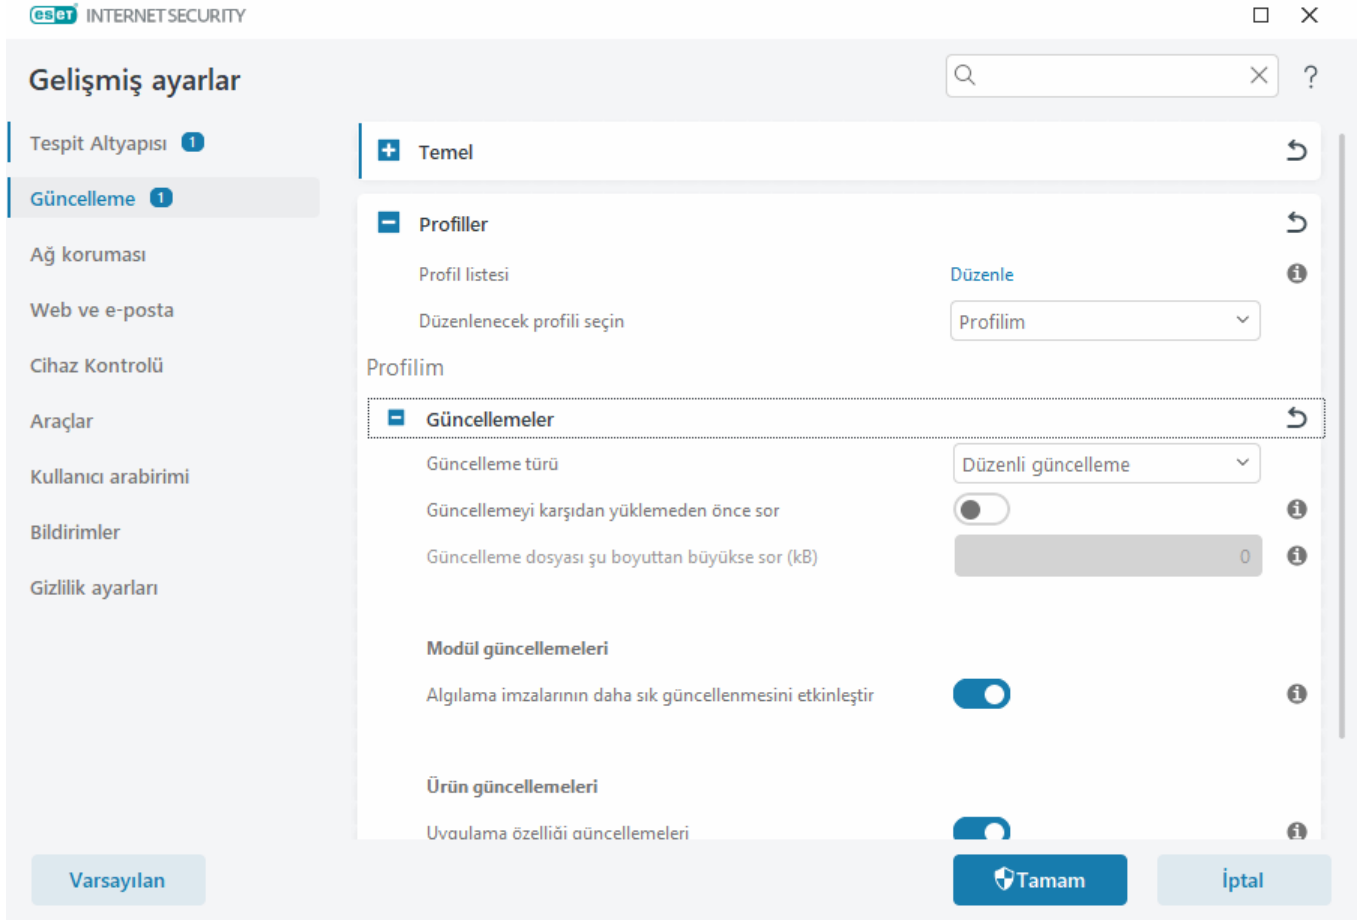 eset INTERNET SECURITY
Gelişmiş ayarlar
?
Tespit Altyapısı 1
Güncelleme 1
Ağ koruması
Web ve e-posta
Cihaz Kontrolü
Araçlar
Kullanıcı arabirimi
Bildirimler
Gizlilik ayarları
Temel
Profiller
Profil listesi Düzenle
Düzenlenecek profili seçin Profilim
Profilim
Güncellemeler
Güncelleme türü Düzenli güncelleme
Güncellemeyi karşıdan yüklemeden önce sor
Güncelleme dosyası şu boyuttan büyükse sor (kB) 0
Modül güncellemeleri
Algılama imzalarının daha sık güncellenmesini etkinleştir
Ürün güncellemeleri
Uygulama özelliği güncellemeleri
Varsayılan Tamam İptal